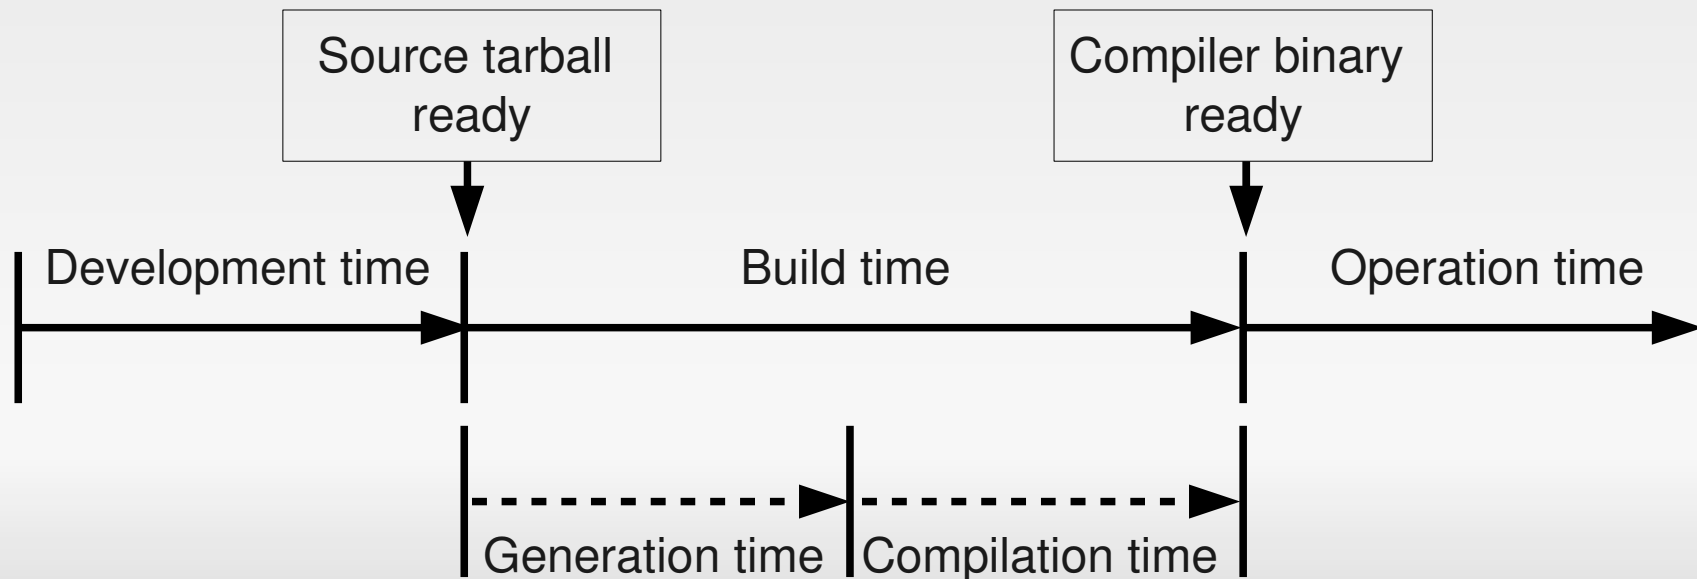 Source tarball
ready
Compiler binary
ready
Development time
Build time
Operation time
Generation time
Compilation time